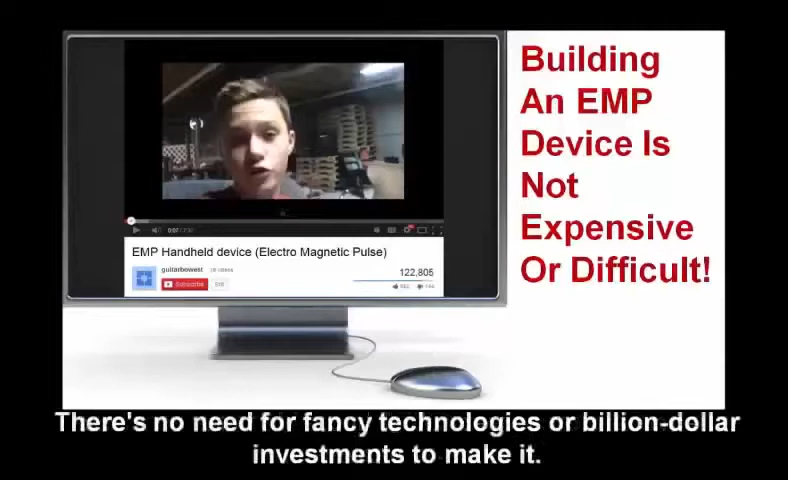 Building
An EMP
Device Is
Not
Expensive
Or Difficult!
EMP Handheld device (Electro Magnetic Pulse)
guitarbowest
Subscribe
122,805
There's no need for fancy technologies or billion-dollar
investments to make it.